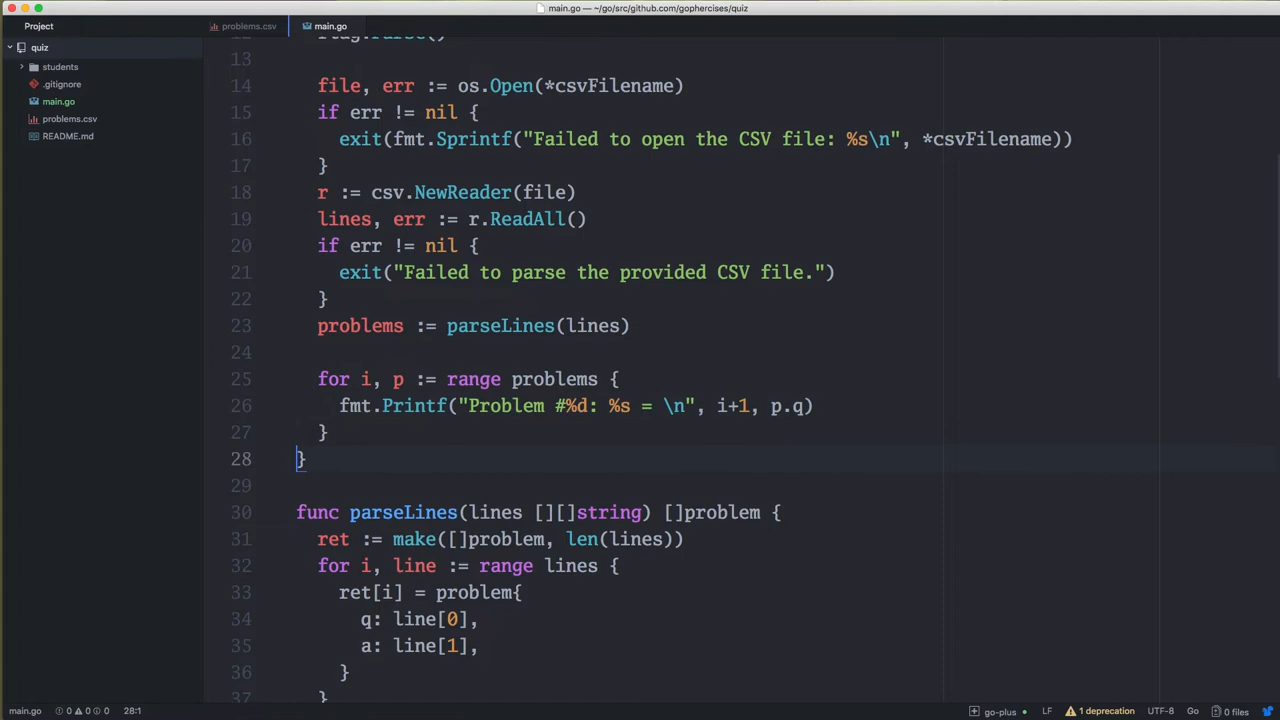 main.go — ~/go/src/github.com/gophercises/quiz
Project
problems.csv
main.go
quiz
students
.gitignore
main.go
problems.csv
README.md
12 flag.Parse()
13
14 file, err := os.Open(*csvFilename)
15 if err != nil {
16 exit(fmt.Sprintf("Failed to open the CSV file: %s\n", *csvFilename))
17 }
18 r := csv.NewReader(file)
19 lines, err := r.ReadAll()
20 if err != nil {
21 exit("Failed to parse the provided CSV file.")
22 }
23 problems := parseLines(lines)
24
25 for i, p := range problems {
26 fmt.Printf("Problem #%d: %s = \n", i+1, p.q)
27 }
28 }
29
30 func parseLines(lines [][]string) []problem {
31 ret := make([]problem, len(lines))
32 for i, line := range lines {
33 ret[i] = problem{
34 q: line[0],
35 a: line[1],
36 }
37 }
main.go 0 0 0 28:1 go-plus LF 1 deprecation UTF-8 Go 0 files